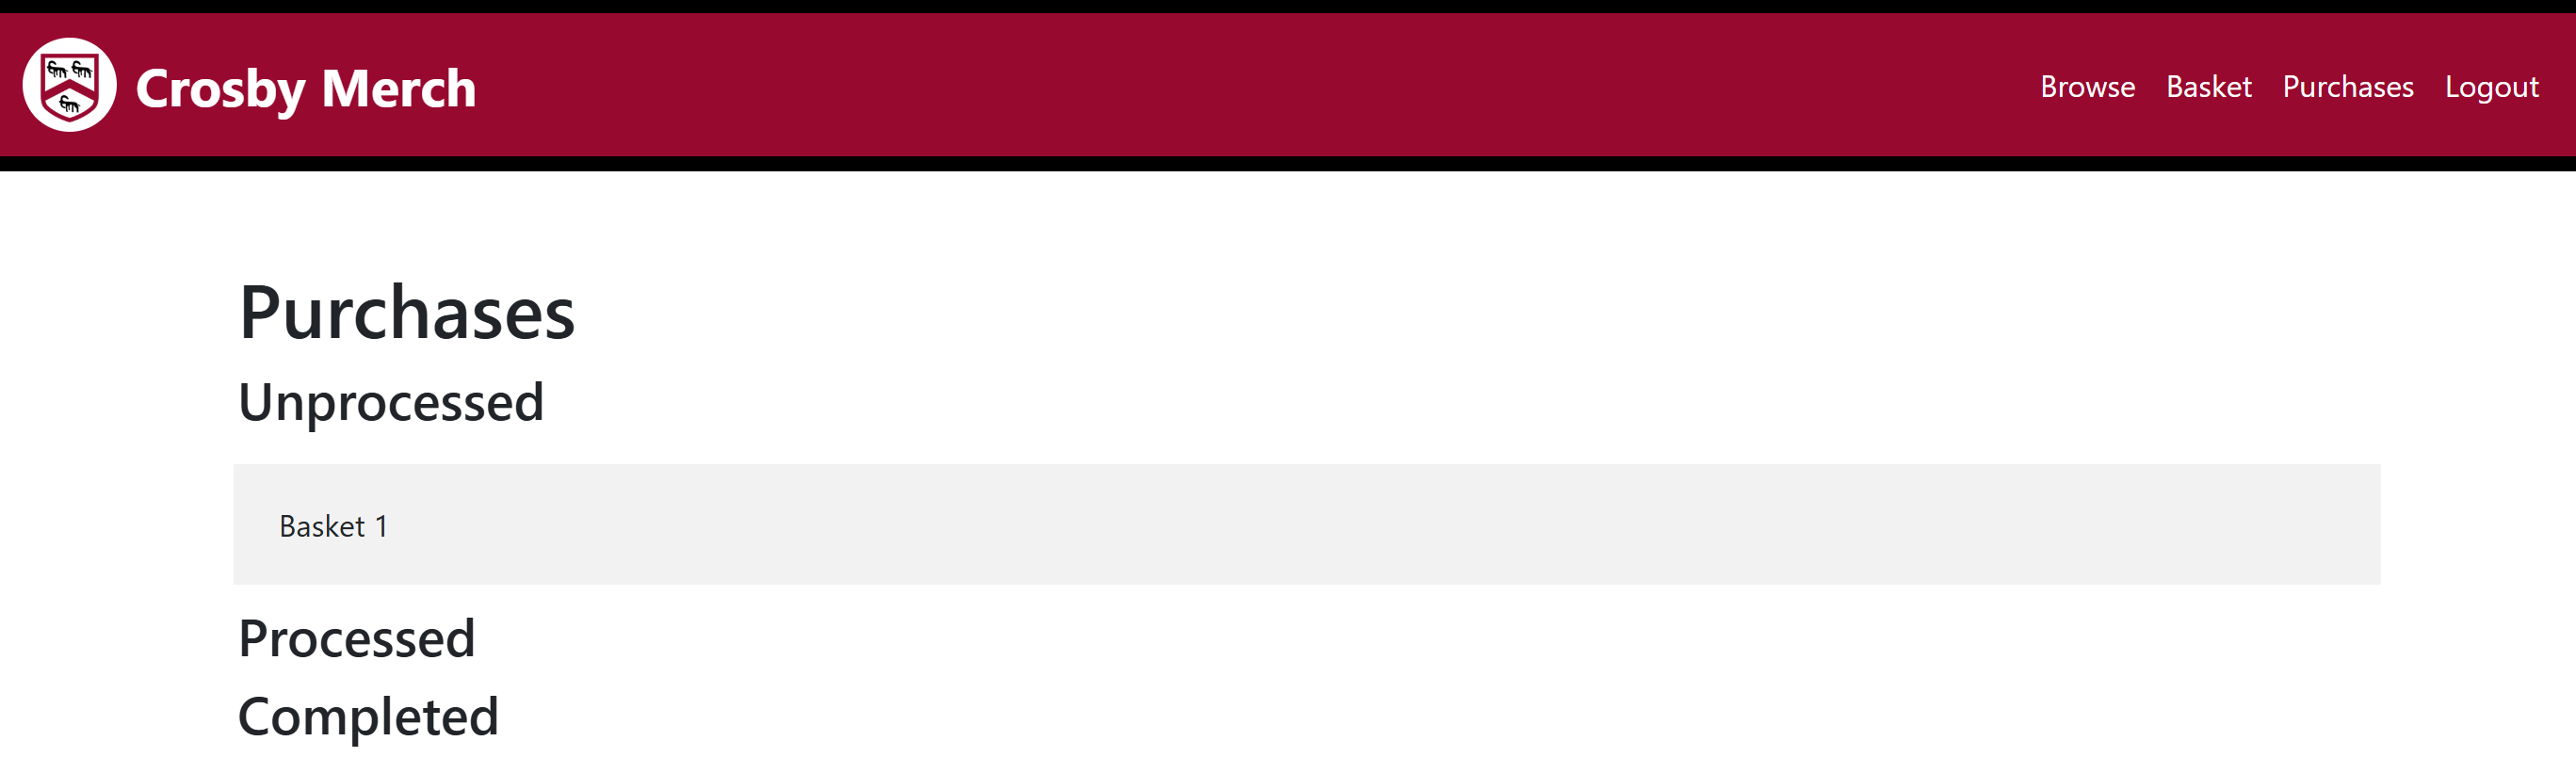 Crosby Merch
Browse Basket Purchases Logout
Purchases
Unprocessed
Basket 1
Processed
Completed